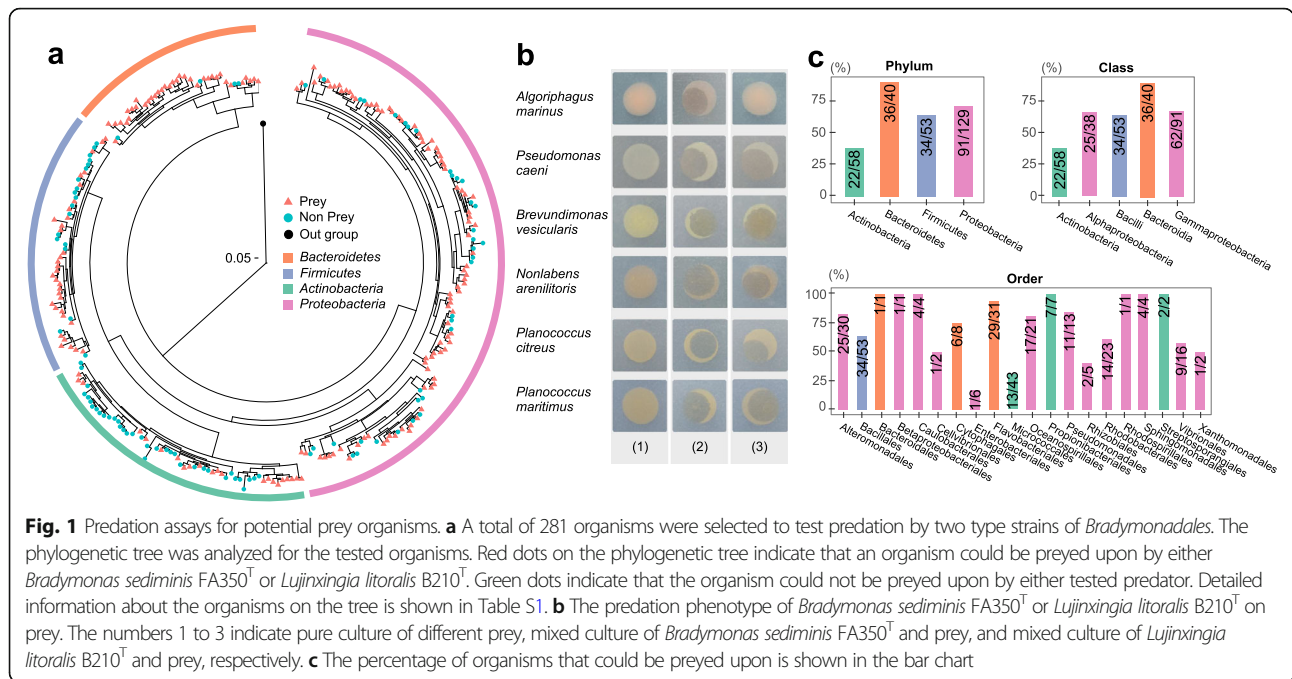 a
Prey
Non Prey
Out group
0.05 -
Bacteroidetes
Firmicutes
Actinobacteria
Proteobacteria
b
Algoriphagus
marinus
Pseudomonas
caeni
Brevundimonas
vesicularis
Nonlabens
arenilitoris
Planococcus
citreus
Planococcus
maritimus
(1) (2) (3)
c
Phylum
(%)
75
50
25
0
22/58 36/40 34/53 91/129
Actinobacteria Bacteroidetes Firmicutes Proteobacteria
Class
(%)
75
50
25
0
22/58 25/38 34/53 36/40 62/91
Actinobacteria Alphaproteobacteria Bacilli Bacteroidia Gammaproteobacteria
Order
(%)
100
75
50
25
0
25/30 34/53 1/1 1/1 4/4 1/2 6/8 1/6 29/31 13/43 17/21 7/7 11/13 2/5 14/23 1/1 4/4 2/2 9/16 1/2
Alteromonadales Bacillales Bacteroidales Betaproteobacteriales Caulobacterales Cellvibrionales Cytophagales Enterobacteriales Flavobacteriales Micrococcales Oceanospirillales Propionibacteriales Pseudomonadales Rhizobiales Rhodobacterales Rhodospirillales Sphingomonadales Streptosporangiales Vibrionales Xanthomonadales
Fig. 1 Predation assays for potential prey organisms. a A total of 281 organisms were selected to test predation by two type strains of Bradymonadales. The
phylogenetic tree was analyzed for the tested organisms. Red dots on the phylogenetic tree indicate that an organism could be preyed upon by either
Bradymonas sediminis FA350T or Lujinxingia litoralis B210T. Green dots indicate that the organism could not be preyed upon by either tested predator. Detailed
information about the organisms on the tree is shown in Table S1. b The predation phenotype of Bradymonas sediminis FA350T or Lujinxingia litoralis B210T on
prey. The numbers 1 to 3 indicate pure culture of different prey, mixed culture of Bradymonas sediminis FA350T and prey, and mixed culture of Lujinxingia
litoralis B210T and prey, respectively. c The percentage of organisms that could be preyed upon is shown in the bar chart